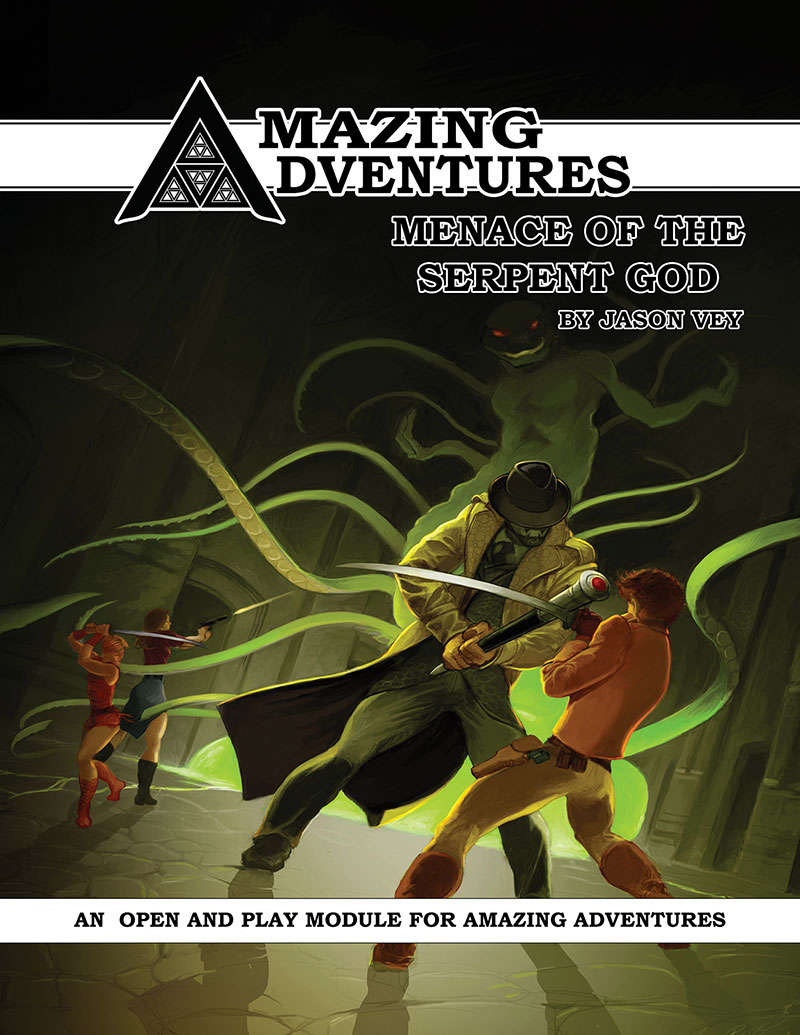 AMAZING
ADVENTURES
MENACE OF THE
SERPENT GOD
BY JASON VEY
AN OPEN AND PLAY MODULE FOR AMAZING ADVENTURES